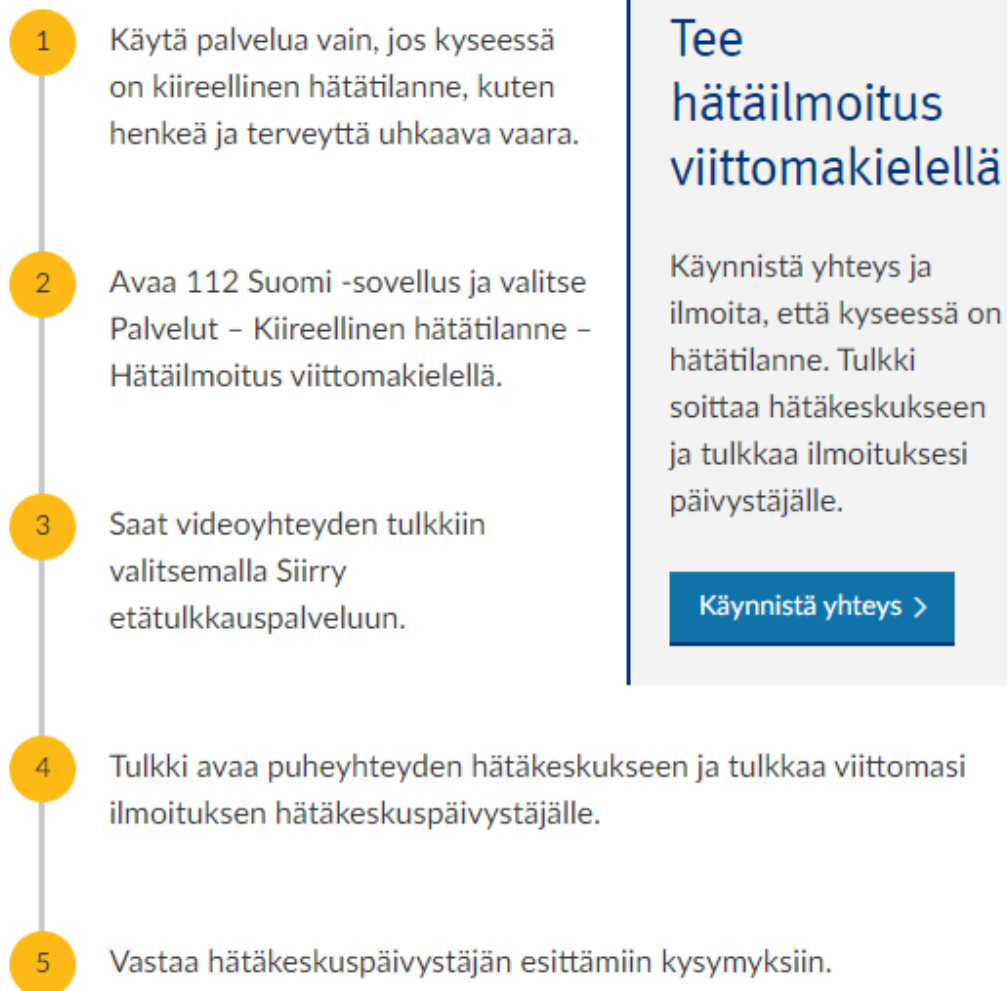 1
Käytä palvelua vain, jos kyseessä
on kiireellinen hätätilanne, kuten
henkeä ja terveyttä uhkaava vaara.
2
Avaa 112 Suomi -sovellus ja valitse
Palvelut – Kiireellinen hätätilanne –
Hätäilmoitus viittomakielellä.
3
Saat videoyhteyden tulkkiin
valitsemalla Siirry
etätulkkauspalveluun.
4
Tulkki avaa puheyhteyden hätäkeskukseen ja tulkkaa viittomasi
ilmoituksen hätäkeskuspäivystäjälle.
5
Vastaa hätäkeskuspäivystäjän esittämiin kysymyksiin.
Tee
hätäilmoitus
viittomakielellä
Käynnistä yhteys ja
ilmoita, että kyseessä on
hätätilanne. Tulkki
soittaa hätäkeskukseen
ja tulkkaa ilmoituksesi
päivystäjälle.
Käynnistä yhteys >